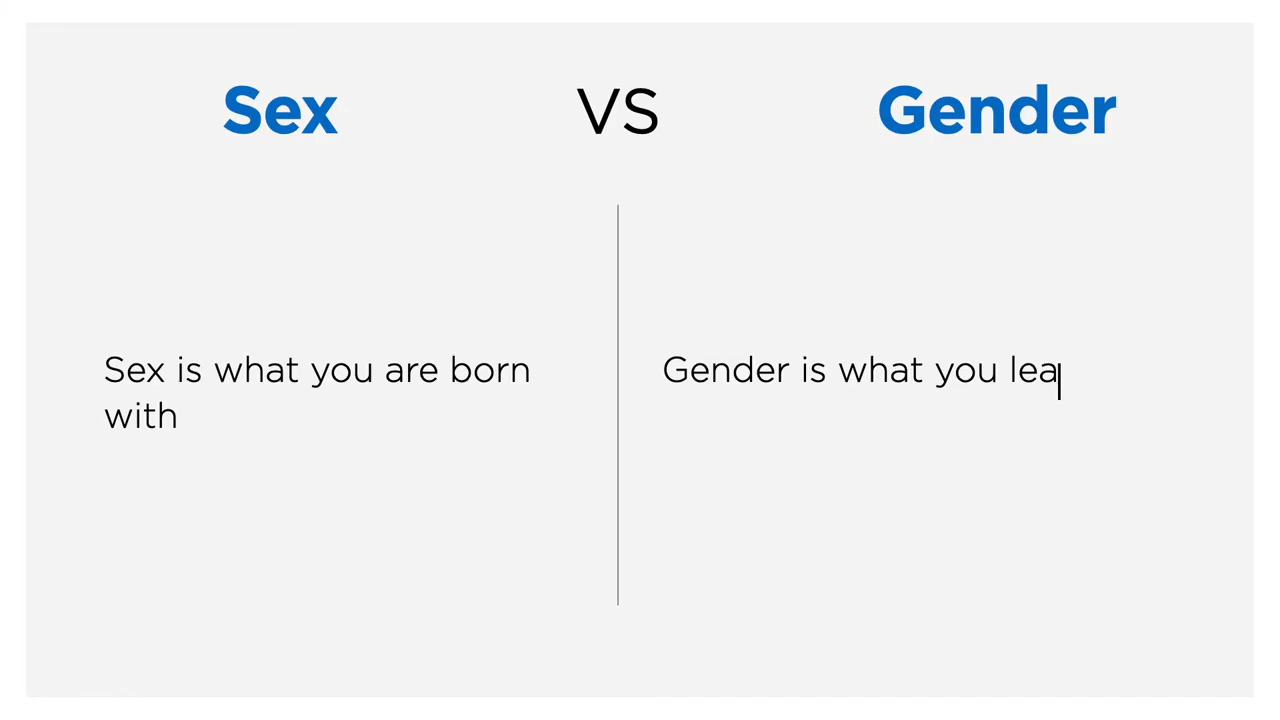 Sex VS Gender
Sex is what you are born
with
Gender is what you lea